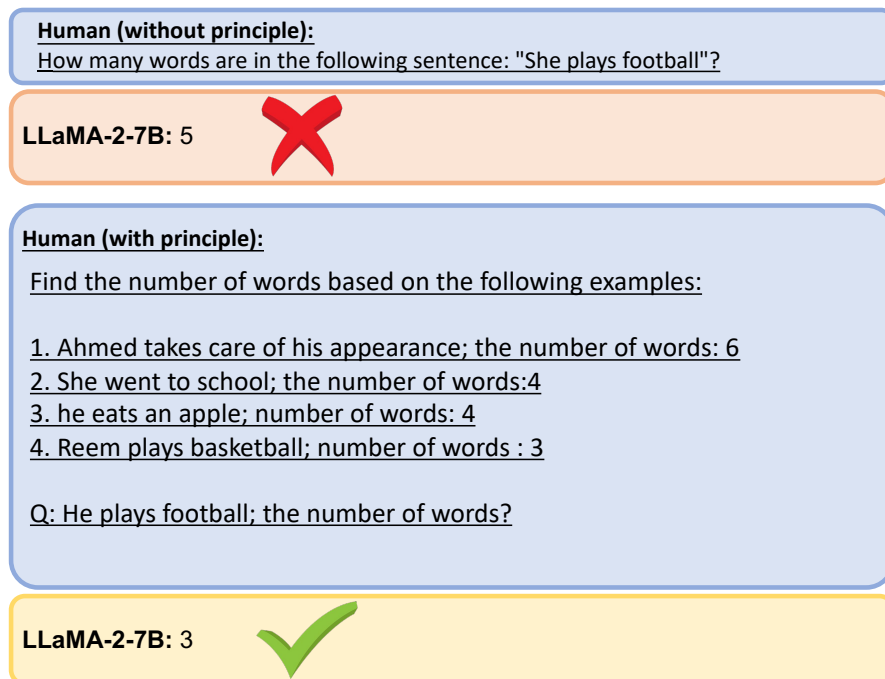 Human (without principle):
How many words are in the following sentence: "She plays football"?
LLaMA-2-7B: 5
Human (with principle):
Find the number of words based on the following examples:
1. Ahmed takes care of his appearance; the number of words: 6
2. She went to school; the number of words:4
3. he eats an apple; number of words: 4
4. Reem plays basketball; number of words : 3
Q: He plays football; the number of words?
LLaMA-2-7B: 3